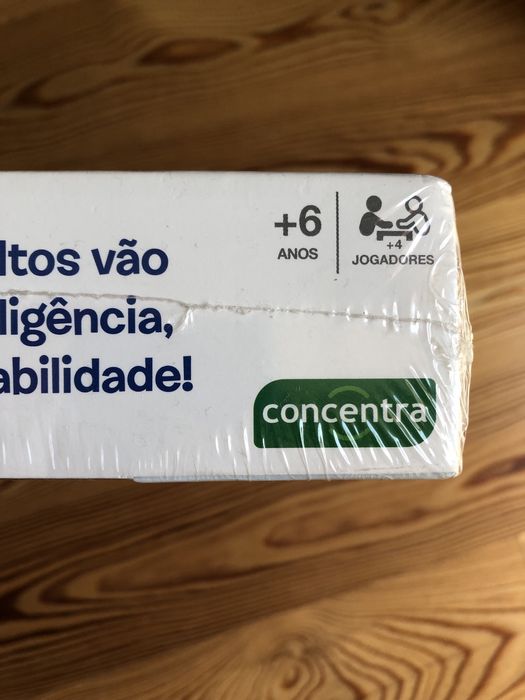 ltos vão
ligência,
abilidade!
+6
ANOS
+4
JOGADORES
concentra